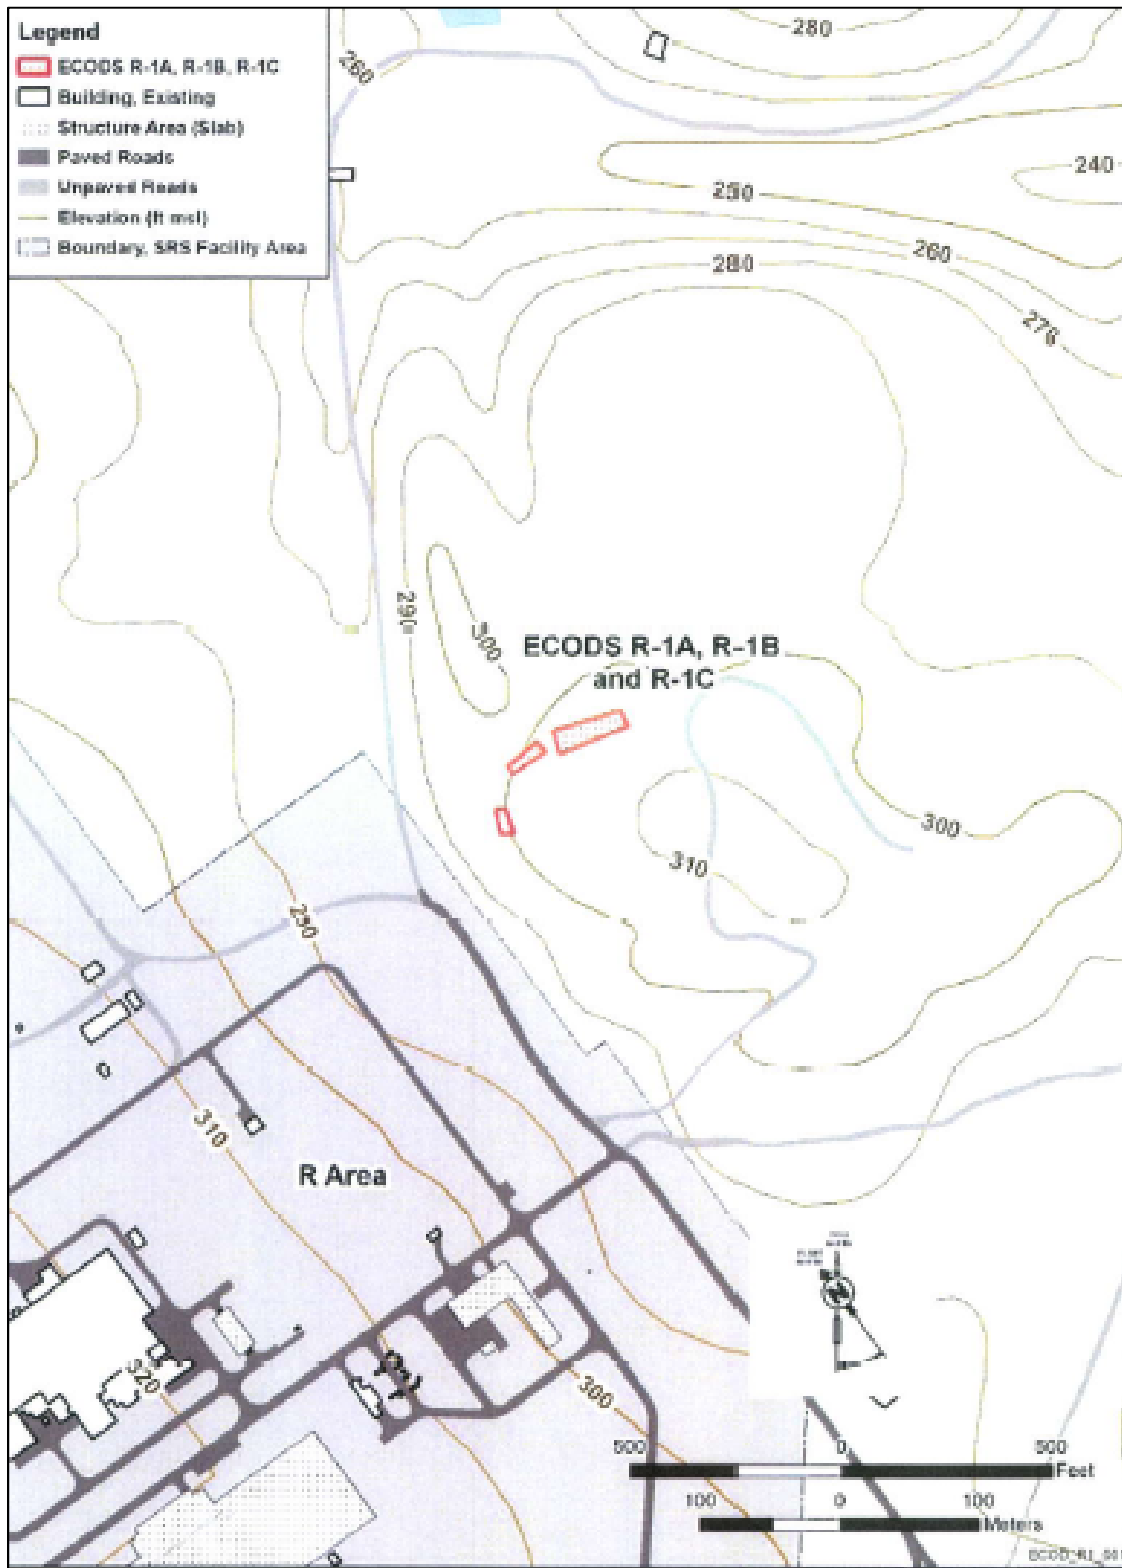 Legend
ECODS R-1A, R-1B, R-1C
Building, Existing
Structure Area (Slab)
Paved Roads
Unpaved Roads
Elevation (ft msl)
Boundary, SRS Facility Area
280
260
240
250
260
280
290
300
ECODS R-1A, R-1B
and R-1C
300
310
290
310
R Area
320
300
500 0 500
Feet
100 0 100
Meters